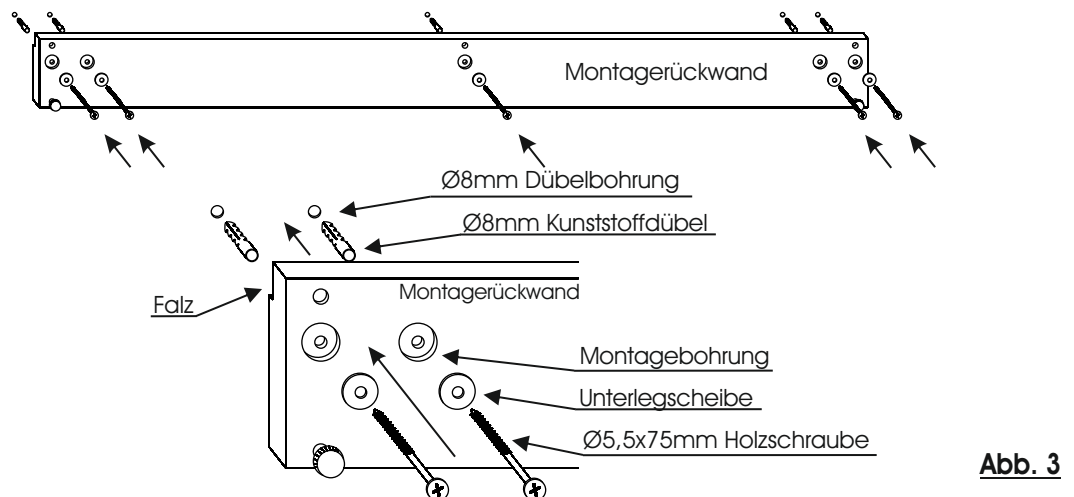 Montagerückwand
Ø8mm Dübelbohrung
Ø8mm Kunststoffdübel
Montagerückwand
Falz
Montagebohrung
Unterlegscheibe
Ø5,5x75mm Holzschraube
Abb. 3